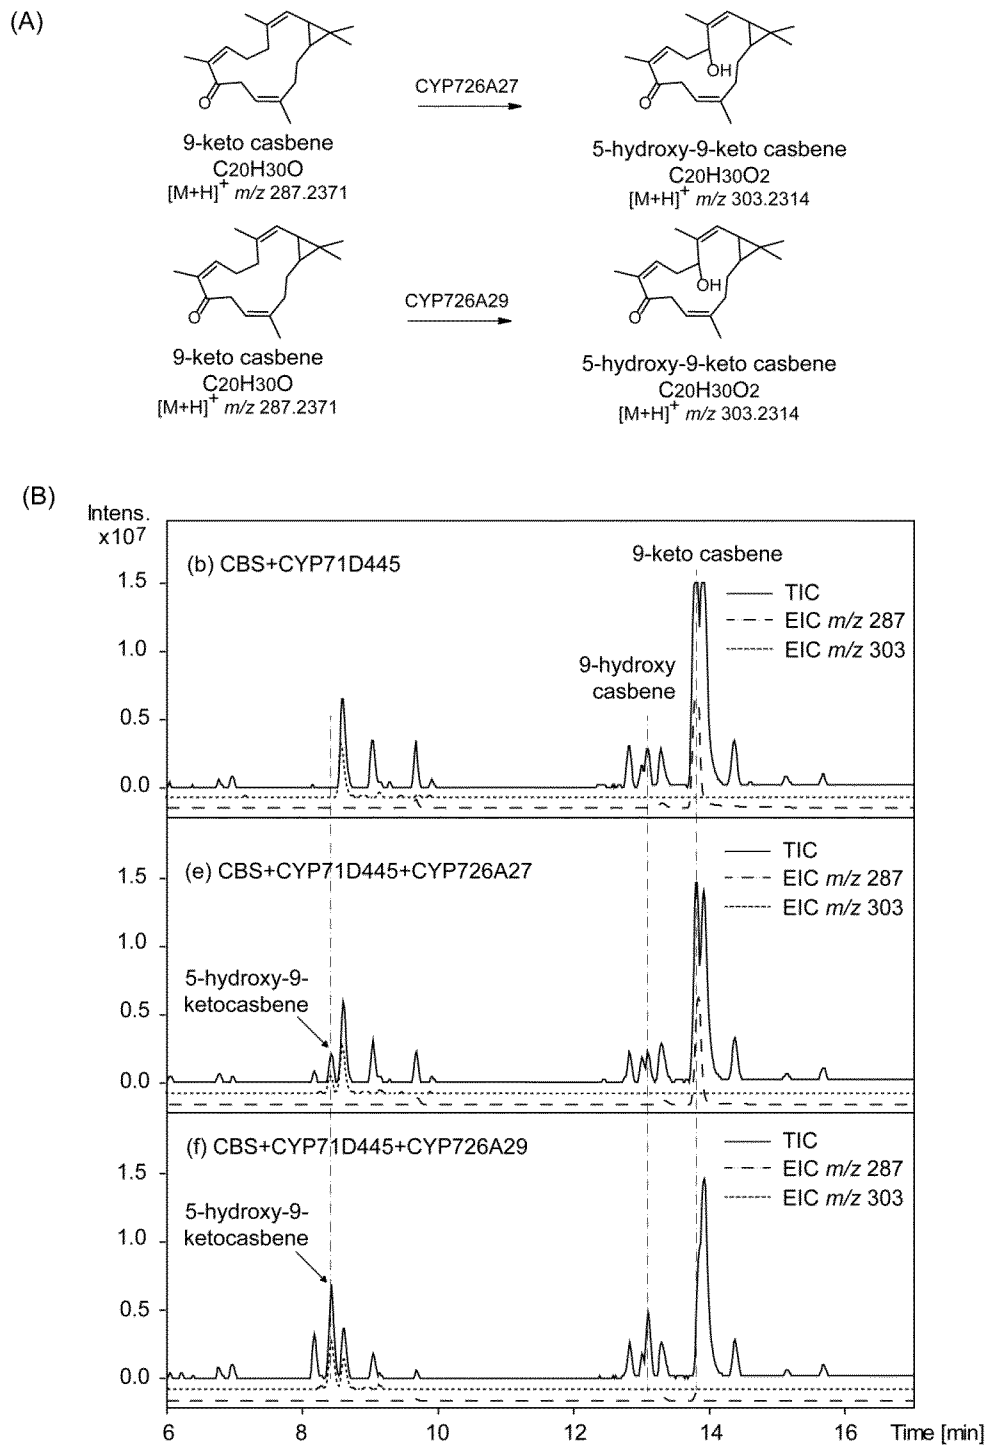 (A)
OH
O
O
CYP726A27
9-keto casbene
C20H30O
[M+H]+ m/z 287.2371
5-hydroxy-9-keto casbene
C20H30O2
[M+H]+ m/z 303.2314
OH
O
O
CYP726A29
9-keto casbene
C20H30O
[M+H]+ m/z 287.2371
5-hydroxy-9-keto casbene
C20H30O2
[M+H]+ m/z 303.2314
(B)
Intens.
x10⁷
(b) CBS+CYP71D445
9-keto casbene
TIC
EIC m/z 287
EIC m/z 303
9-hydroxy
casbene
1.5
1.0
0.5
0.0
(e) CBS+CYP71D445+CYP726A27
TIC
EIC m/z 287
EIC m/z 303
5-hydroxy-9-
ketocasbene
1.5
1.0
0.5
0.0
(f) CBS+CYP71D445+CYP726A29
TIC
EIC m/z 287
EIC m/z 303
5-hydroxy-9-
ketocasbene
1.5
1.0
0.5
0.0
6 8 10 12 14 16 Time [min]